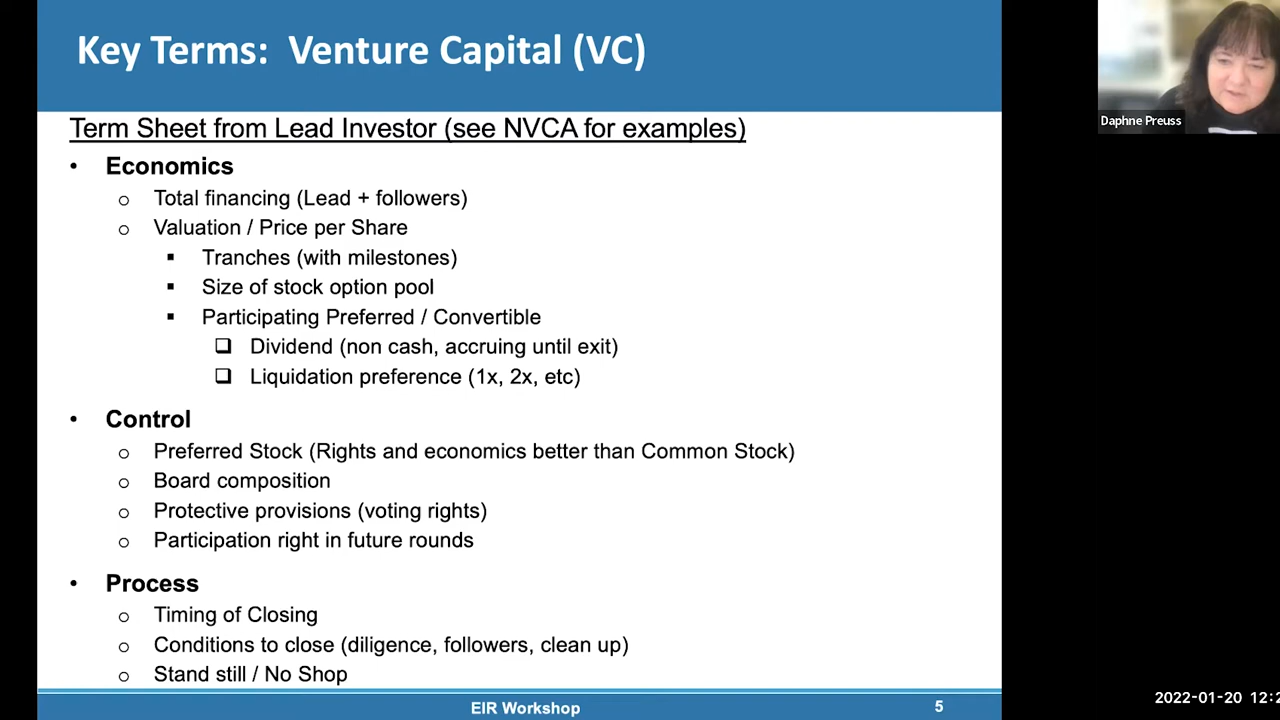 Key Terms:  Venture Capital (VC)
Daphne Preuss
Term Sheet from Lead Investor (see NVCA for examples)
• Economics
o Total financing (Lead + followers)
o Valuation / Price per Share
▪ Tranches (with milestones)
▪ Size of stock option pool
▪ Participating Preferred / Convertible
❑ Dividend (non cash, accruing until exit)
❑ Liquidation preference (1x, 2x, etc)
• Control
o Preferred Stock (Rights and economics better than Common Stock)
o Board composition
o Protective provisions (voting rights)
o Participation right in future rounds
• Process
o Timing of Closing
o Conditions to close (diligence, followers, clean up)
o Stand still / No Shop
EIR Workshop
5
2022-01-20